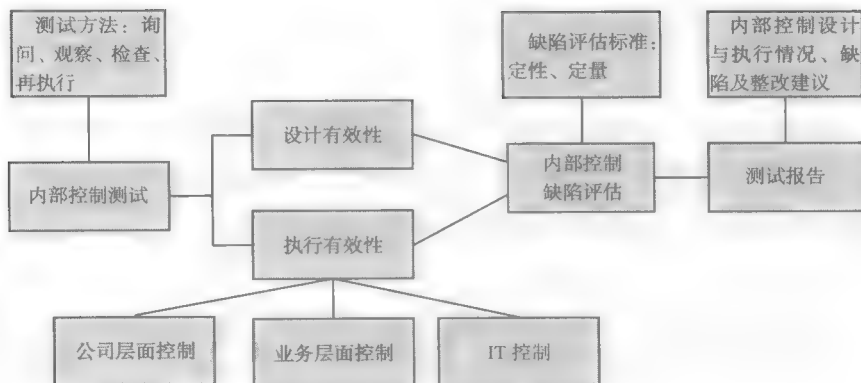 测试方法：询
问、观察、检查、
再执行
缺陷评估标准：
定性、定量
内部控制设计
与执行情况、缺
陷及整改建议
设计有效性
内部控制测试
内部控制
缺陷评估
测试报告
执行有效性
公司层面控制
业务层面控制
IT 控制